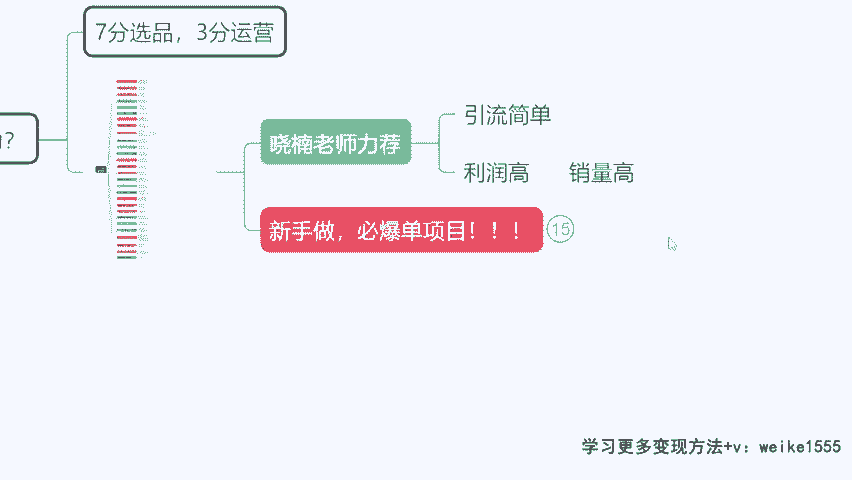 7分选品，3分运营
?
晓楠老师力荐
引流简单
利润高 销量高
新手做，必爆单项目！！！
15
学习更多变现方法+v：weike1555